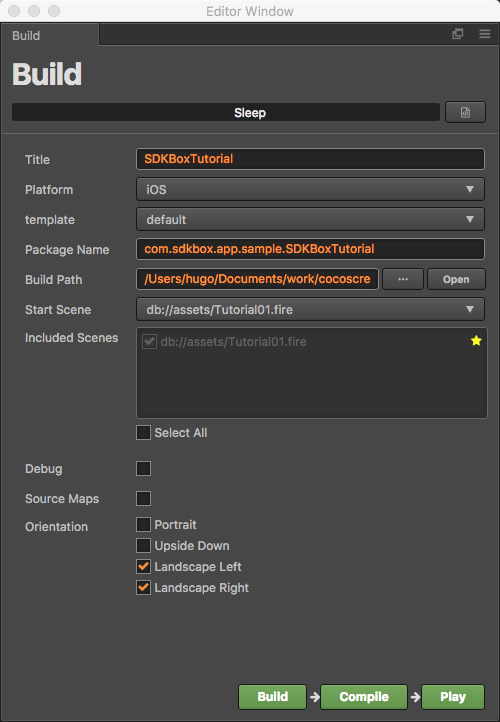 Editor Window
Build
Build
Sleep
Title SDKBoxTutorial
Platform iOS
template default
Package Name com.sdkbox.app.sample.SDKBoxTutorial
Build Path /Users/hugo/Documents/work/cocoscre ... Open
Start Scene db://assets/Tutorial01.fire
Included Scenes db://assets/Tutorial01.fire
Select All
Debug
Source Maps
Orientation Portrait
Upside Down
Landscape Left
Landscape Right
Build Compile Play